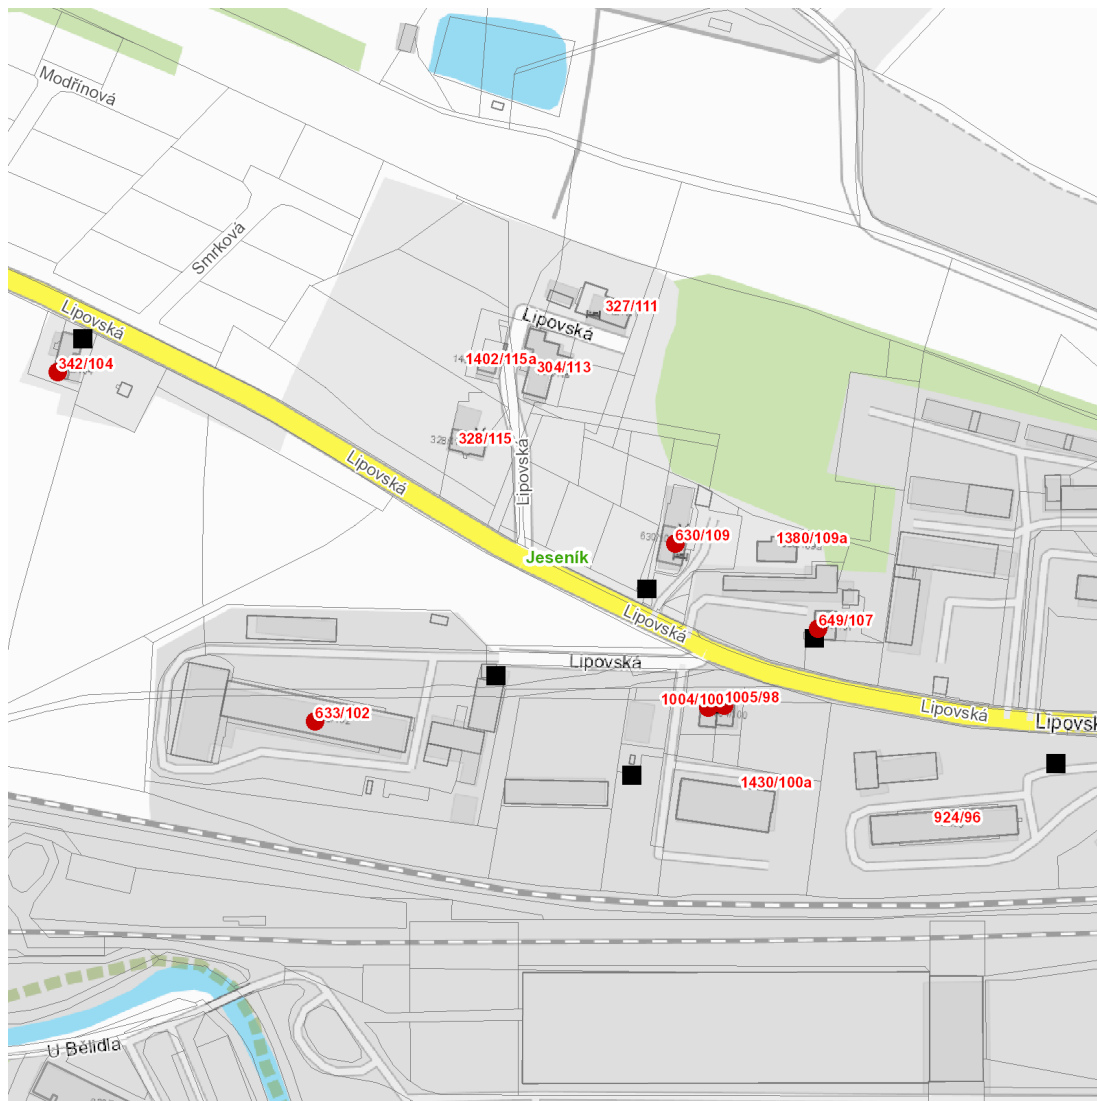 Modřínová
Smrková
Lipovská
327/111
Lipovská
342/104
1402/115a
304/113
328/115
Lipovská
Lipovská
630/109
1380/109a
Jeseník
Lipovská
649/107
Lipovská
1004/100
1005/98
Lipovská
633/102
Lipovsk
1430/100a
924/96
U Bělidla